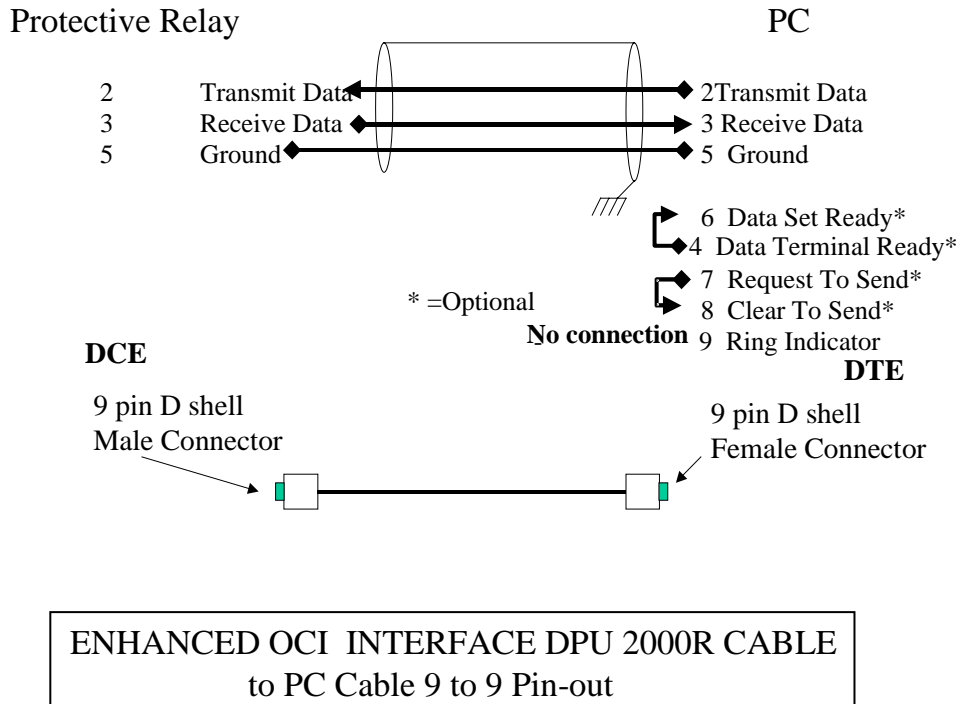 Protective Relay PC
2 Transmit Data 2Transmit Data
3 Receive Data 3 Receive Data
5 Ground 5 Ground
6 Data Set Ready*
4 Data Terminal Ready*
7 Request To Send*
* =Optional 8 Clear To Send*
No connection 9 Ring Indicator
DCE DTE
9 pin D shell 9 pin D shell
Male Connector Female Connector
ENHANCED OCI INTERFACE DPU 2000R CABLE
to PC Cable 9 to 9 Pin-out